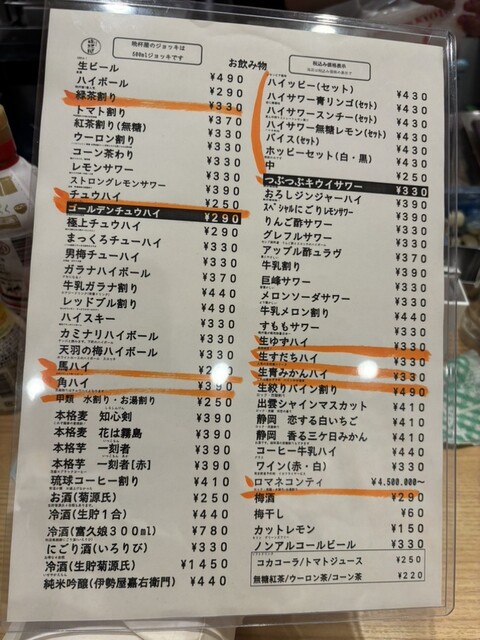 物杯屋のジョッキは
500mlジョッキです
お飲み物
税込み価格表示
生ビール ¥490
ハイボール ¥290
緑茶割り ¥330
トマト割り ¥370
紅茶割り(無糖) ¥330
ウーロン割り ¥330
コーン茶わり ¥330
レモンサワー ¥330
ストロングレモンサワー ¥390
チュウハイ ¥250
ゴールデンチュウハイ ¥290
極上チュウハイ ¥290
まっくろチューハイ ¥330
男梅チューハイ ¥330
ガラナハイボール ¥370
牛乳ガラナ割り ¥440
レッドブル割り ¥490
ハイスキー ¥330
カミナリハイボール ¥330
天羽の梅ハイボール ¥330
馬ハイ
角ハイ ¥390
甲類 水割り・お湯割り ¥330
本格麦 知心剣 ¥390
本格麦 花は霧島 ¥390
本格芋 一刻者 ¥390
本格芋 一刻者[赤] ¥390
琉球コーヒー割り ¥410
お酒(菊源氏) ¥250
冷酒(生貯1合) ¥440
冷酒(富久娘300ml) ¥780
にごり酒(いろりび) ¥330
冷酒(生貯菊源氏) ¥1450
純米吟醸(伊勢屋嘉右衛門) ¥440
ハイッピー(セット) ¥430
ハイサワー青リンゴ(セット) ¥430
ハイサワースンチー(セット) ¥430
ハイサワー無糖レモン(セット) ¥430
バイス(セット) ¥430
ホッピーセット(白・黒) ¥430
中 ¥250
つぶつぶキウイサワー ¥330
おろしジンジャーハイ ¥390
スペシャルにごりレモンサワー ¥390
りんご酢サワー ¥330
グレフルサワー ¥330
アップル酢ュラヴ ¥370
牛乳割り ¥390
巨峰サワー ¥330
メロンソーダサワー ¥330
牛乳メロン割り ¥440
すももサワー ¥330
生ゆずハイ ¥330
生すだちハイ ¥330
生青みかんハイ ¥330
生絞りパイン割り ¥490
出雲シャインマスカット ¥410
静岡 恋する白いちご ¥410
静岡 香る三ケ日みかん ¥410
コーヒー牛乳ハイ ¥440
ワイン(赤・白) ¥330
ロマネコンティ ¥4.500.000〜
梅酒 ¥290
梅干し ¥60
カットレモン ¥150
ノンアルコールビール ¥330
コカコーラ/トマトジュース ¥250
無糖紅茶/ウーロン茶/コーン茶 ¥220